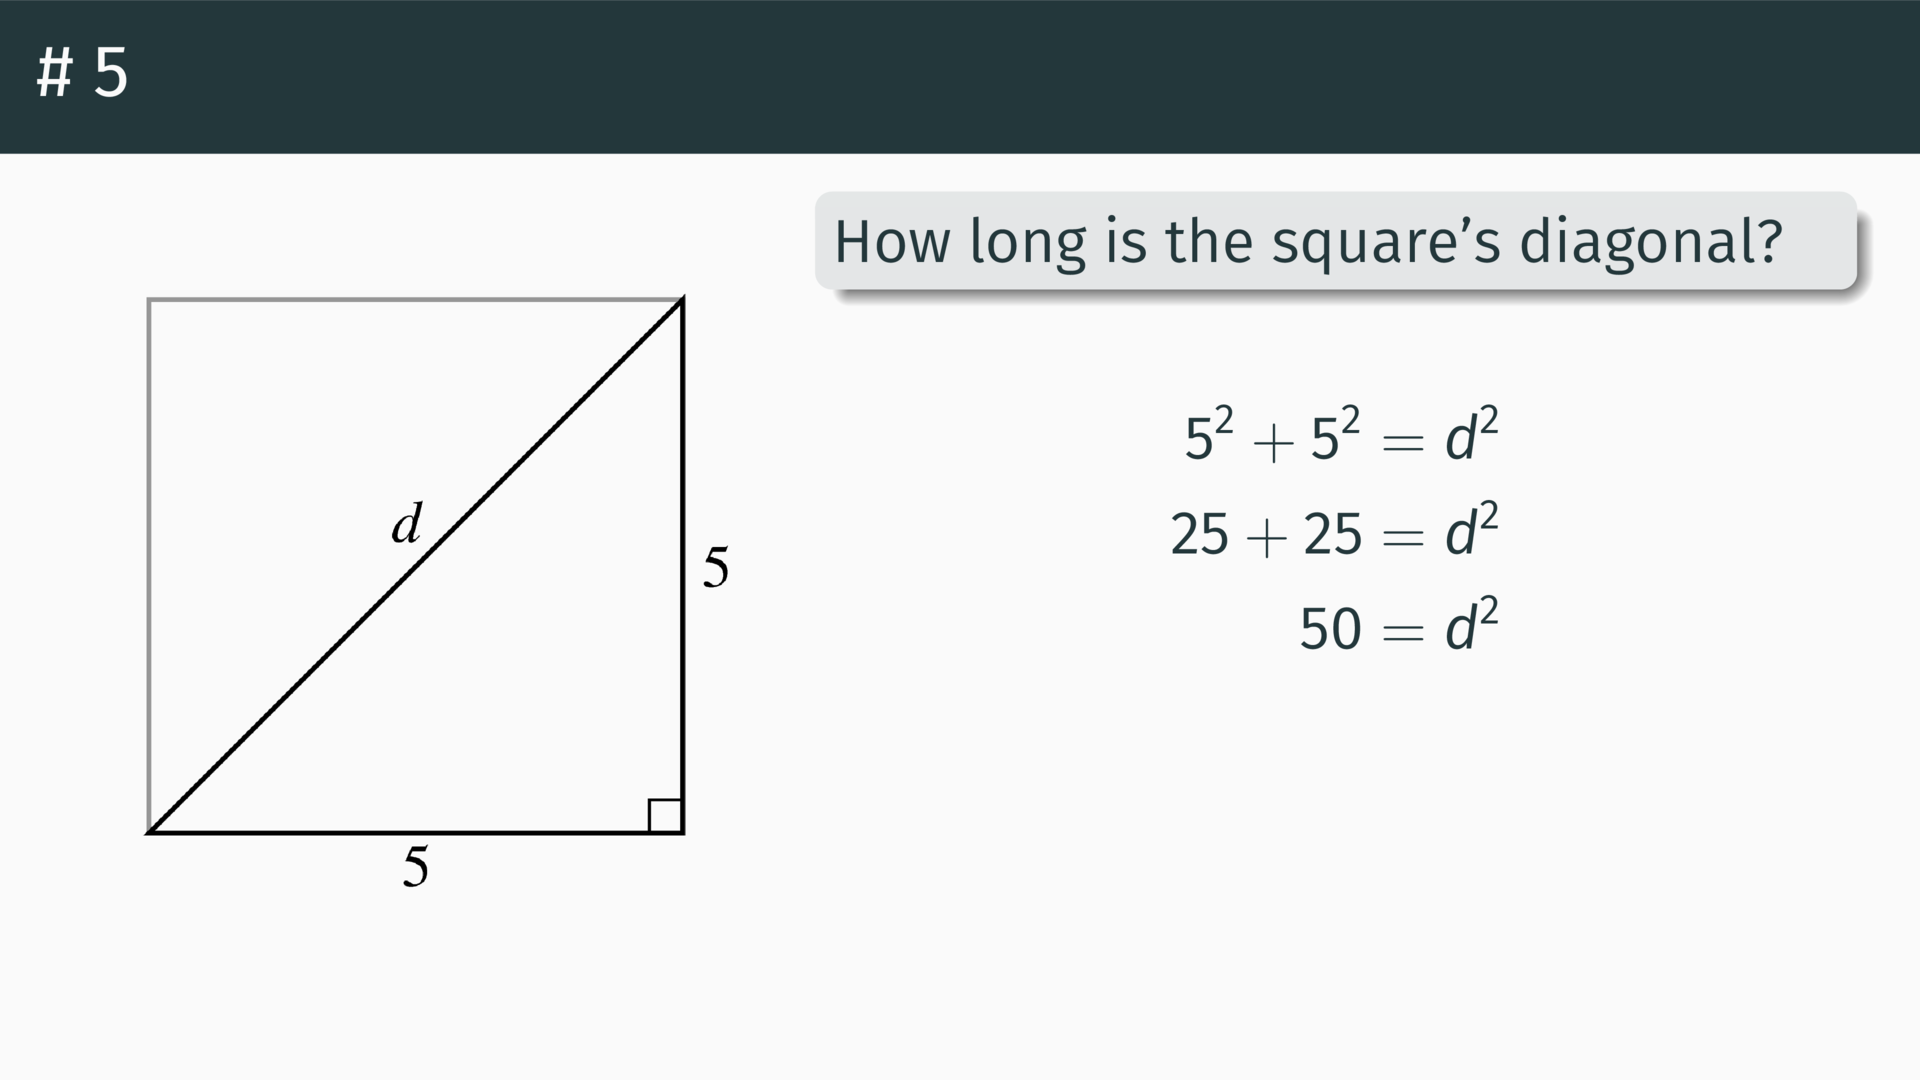 # 5
How long is the square’s diagonal?
d
5
5
5² + 5² = d²
25 + 25 = d²
50 = d²